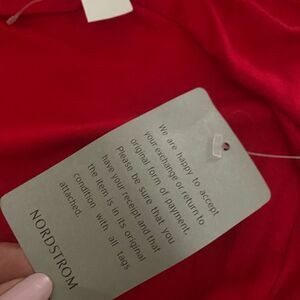 We are happy to accept
your exchange or return to
original form of payment.
Please be sure that you
have your receipt and that
the item is in its original
condition with all tags
attached.
NORDSTROM